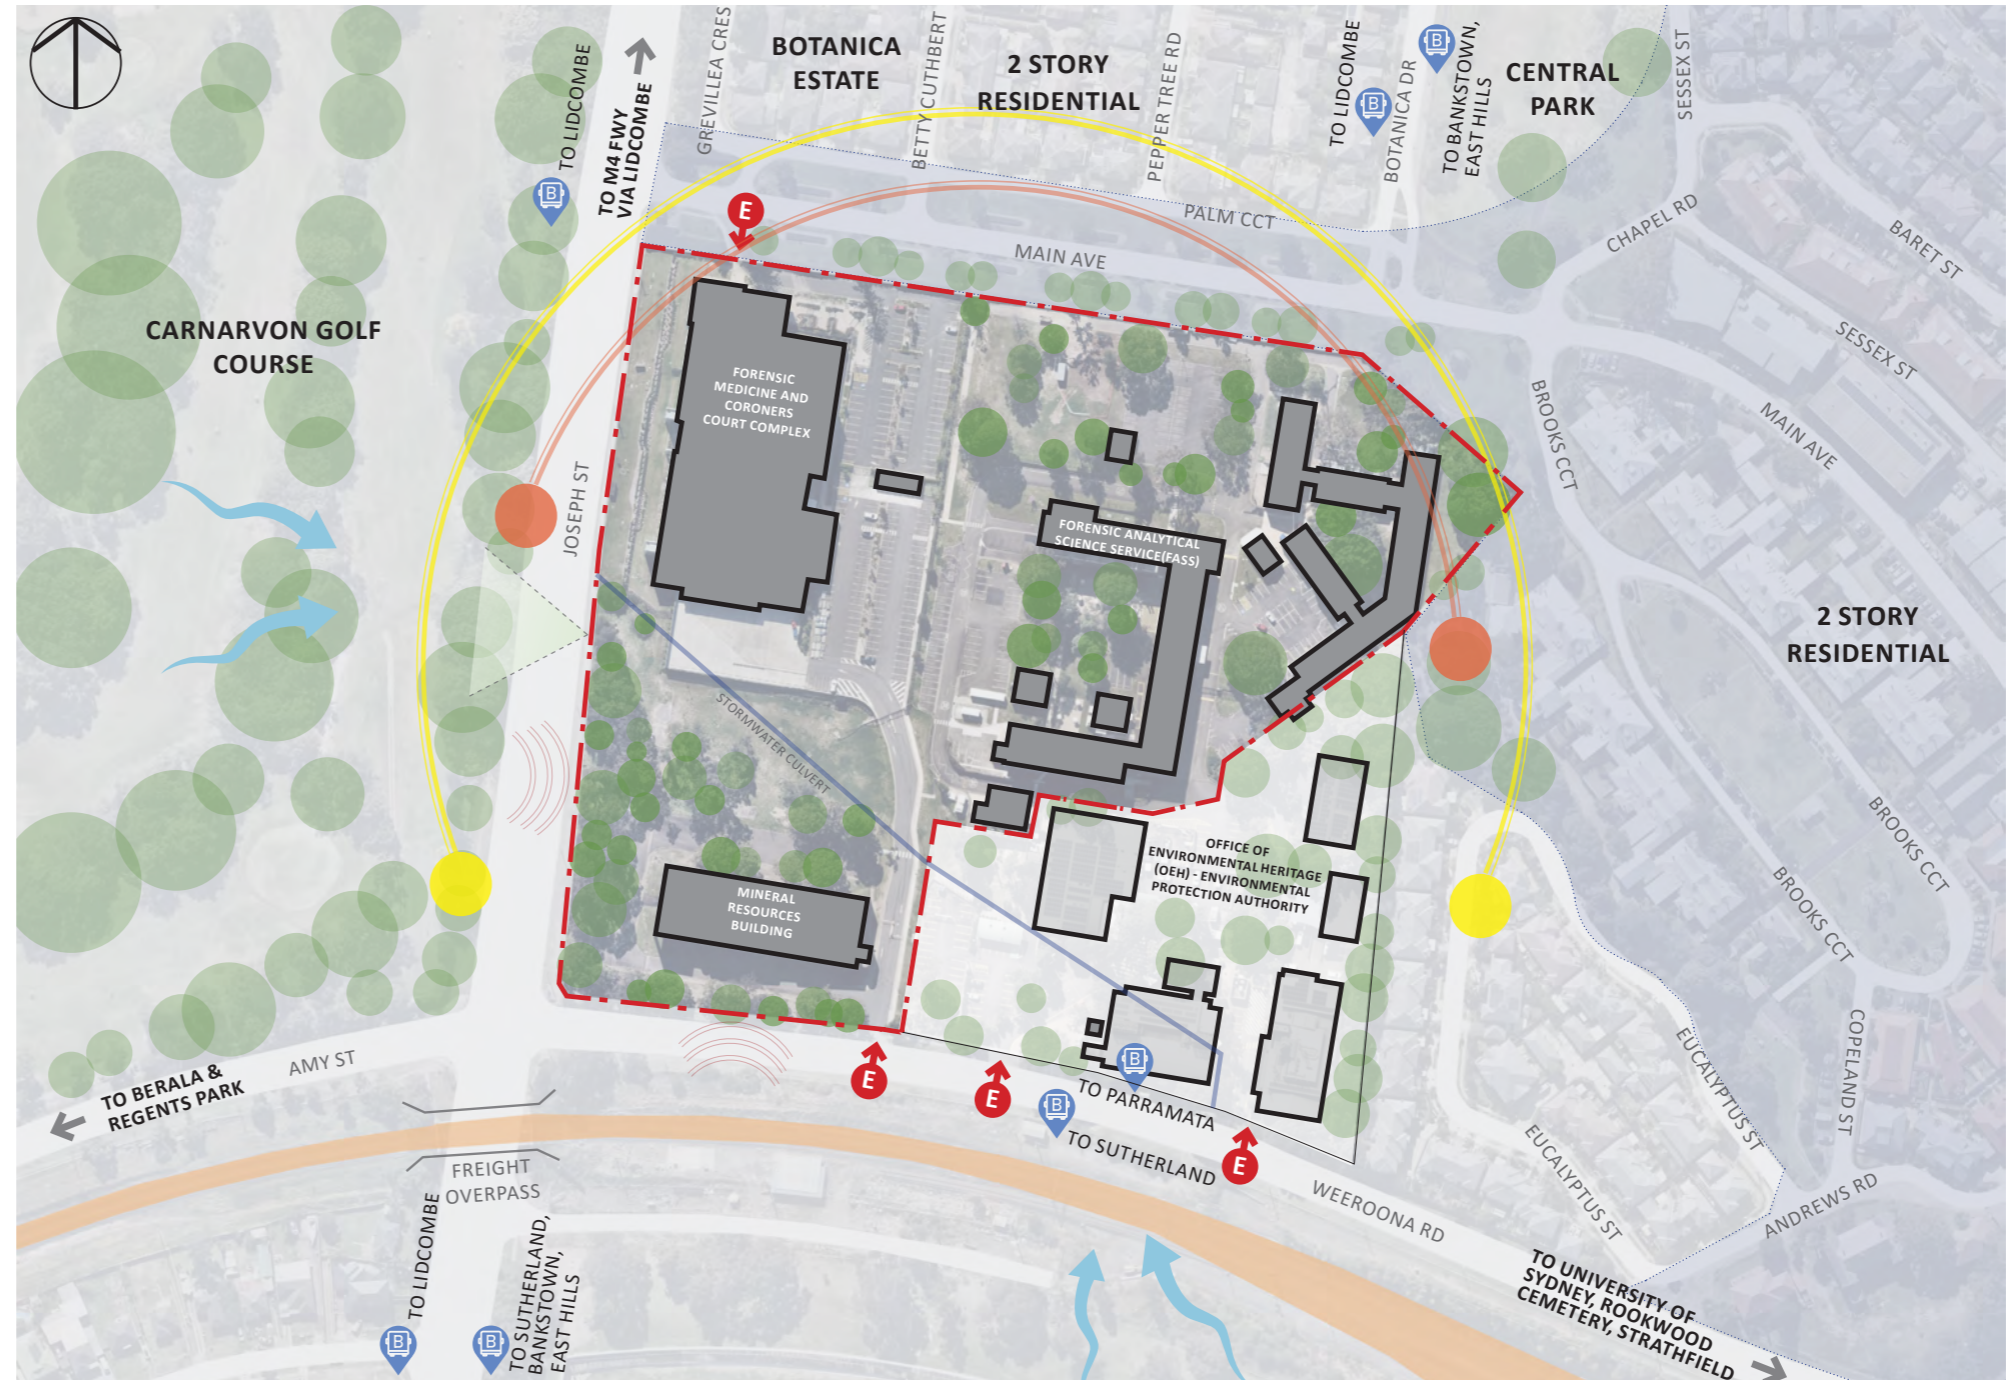 BOTANICA
ESTATE
2 STORY
RESIDENTIAL
CENTRAL
PARK
GREVILLEA CRES
BETTY CUTHBERT
PEPPER TREE RD
TO LIDCOMBE
B
BOTANICA DR
B
TO BANKSTOWN,
EAST HILLS
SESSEX ST
TO LIDCOMBE
B
TO M4 FWY
VIA LIDCOMBE
E
PALM CCT
MAIN AVE
CHAPEL RD
BARET ST
SESSEX ST
MAIN AVE
BROOKS CCT
CARNARVON GOLF
COURSE
JOSEPH ST
FORENSIC
MEDICINE AND
CORONERS
COURT COMPLEX
FORENSIC ANALYTICAL
SCIENCE SERVICE(FASS)
2 STORY
RESIDENTIAL
STORMWATER CULVERT
OFFICE OF
ENVIRONMENTAL HERITAGE
(OEH) - ENVIRONMENTAL
PROTECTION AUTHORITY
BROOKS CCT
BROOKS CCT
MINERAL
RESOURCES
BUILDING
AMY ST
TO BERALA &
REGENTS PARK
E
E
B
TO PARRAMATA
B
TO SUTHERLAND
E
WEEROONA RD
EUCALYPTUS ST
EUCALYPTUS ST
COPELAND ST
ANDREWS RD
FREIGHT
OVERPASS
TO LIDCOMBE
B
B
TO SUTHERLAND,
BANKSTOWN,
EAST HILLS
TO UNIVERSITY OF
SYDNEY, ROOKWOOD
CEMETERY, STRATHFIELD